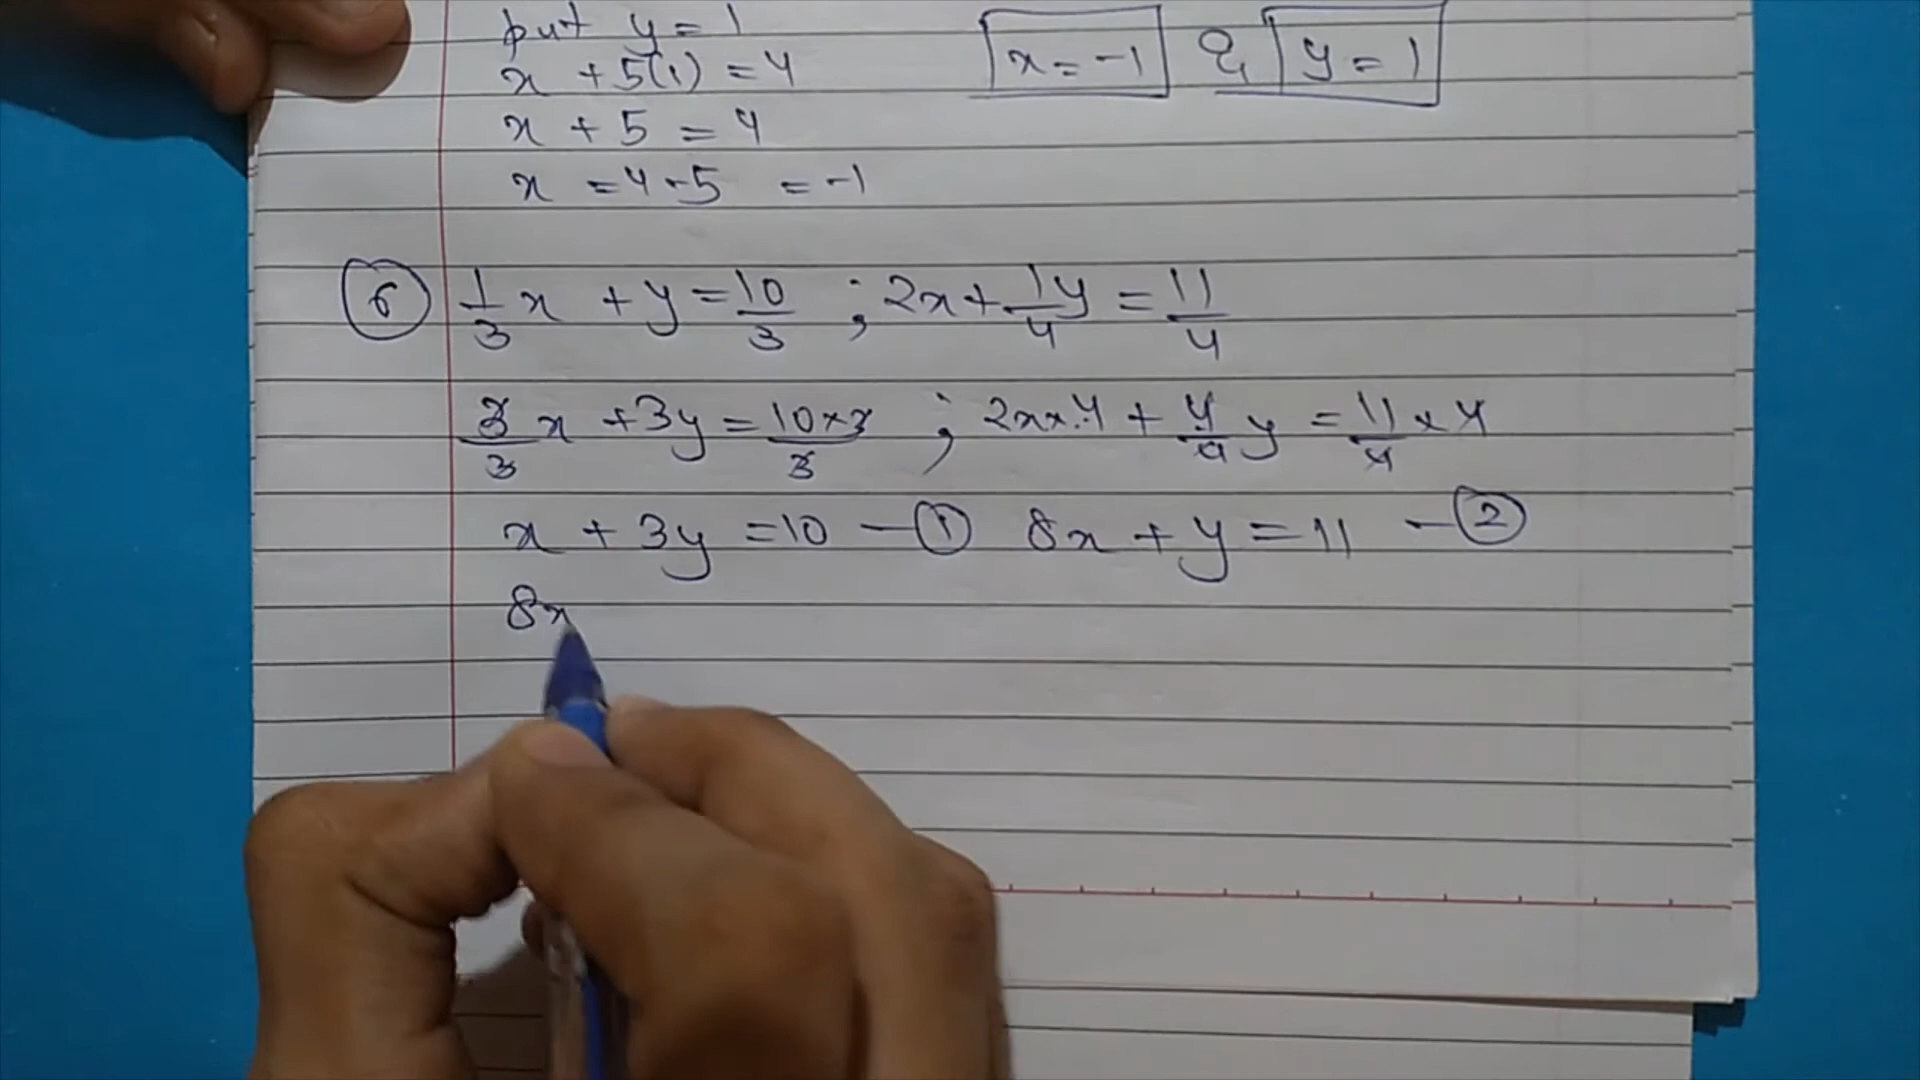 put y = 1
x + 5(1) = 4
x = -1 & y = 1
x + 5 = 4
x = 4 - 5 = -1
6 1/3 x + y = 10/3 ; 2x + 1/4 y = 11/4
3/3 x + 3y = 10×3/3 ; 2x×4 + 4/4 y = 11/4 × 4
x + 3y = 10 — 1 8x + y = 11 — 2
8x